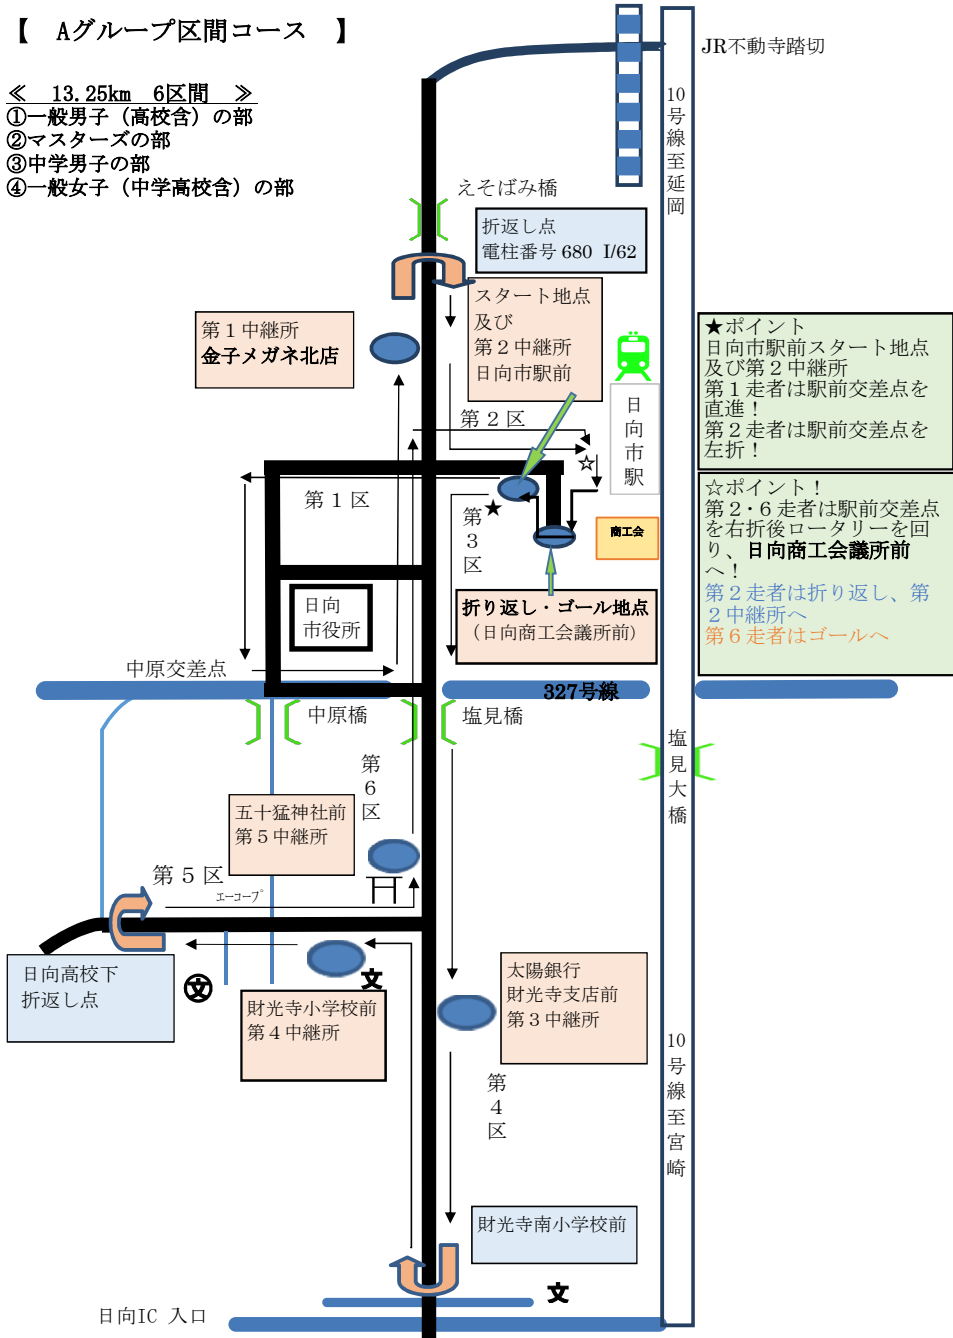 【 Aグループ区間コース 】
≪ 13.25km 6区間 ≫
①一般男子（高校含）の部
②マスターズの部
③中学男子の部
④一般女子（中学高校含）の部
JR不動寺踏切
10号線至延岡
えそばみ橋
折返し点
電柱番号 680 I/62
スタート地点
及び
第２中継所
日向市駅前
第１中継所
金子メガネ北店
★ポイント
日向市駅前スタート地点
及び第２中継所
第１走者は駅前交差点を
直進！
第２走者は駅前交差点を
左折！
日向市駅
第２区
☆
第１区
★
第３区
商工会
☆ポイント！
第２・６走者は駅前交差点
を右折後ロータリーを回
り、日向商工会議所前
へ！
第２走者は折り返し、第
２中継所へ
第６走者はゴールへ
日向
市役所
折り返し・ゴール地点
（日向商工会議所前）
中原交差点
327号線
中原橋
塩見橋
塩見大橋
第６区
五十猛神社前
第５中継所
第５区
エーコープ
日向高校下
折返し点
文
文
財光寺小学校前
第４中継所
太陽銀行
財光寺支店前
第３中継所
10号線至宮崎
第４区
財光寺南小学校前
文
日向IC 入口